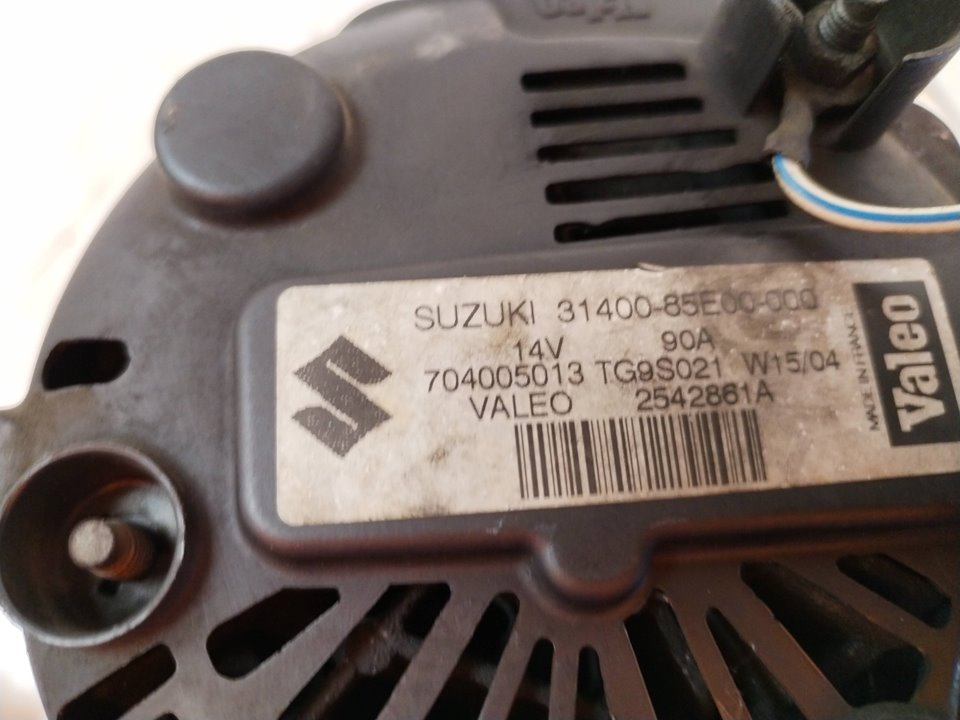 SUZUKI 31400-85E00-000
14V 90A
704005013 TG9S021 W15/04
VALEO 2542861A
MADE IN FRANCE
Valeo